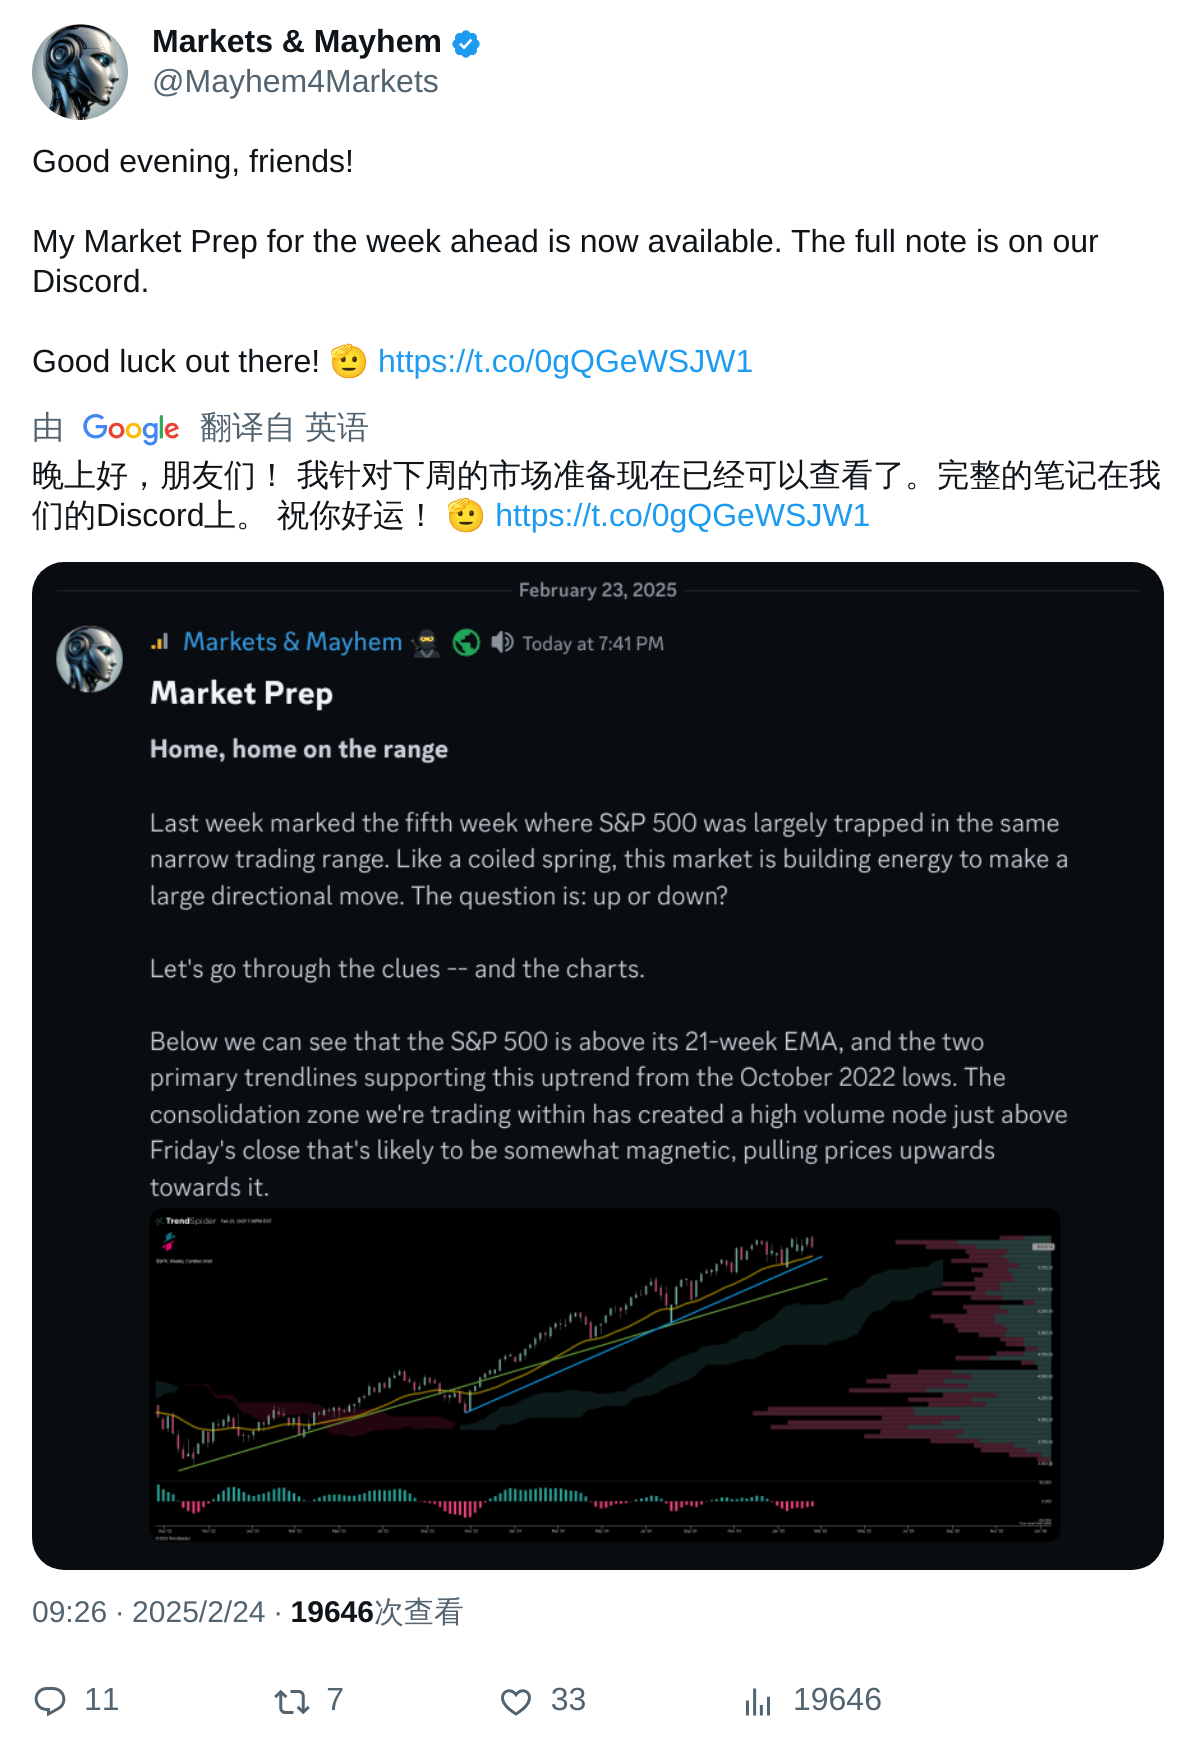 Markets & Mayhem
@Mayhem4Markets
Good evening, friends!
My Market Prep for the week ahead is now available. The full note is on our
Discord.
Good luck out there! 🫡 https://t.co/0gQGeWSJW1
由 Google 翻译自 英语
晚上好，朋友们！ 我针对下周的市场准备现在已经可以查看了。完整的笔记在我
们的Discord上。 祝你好运！ 🫡 https://t.co/0gQGeWSJW1
February 23, 2025
Markets & Mayhem Today at 7:41 PM
Market Prep
Home, home on the range
Last week marked the fifth week where S&P 500 was largely trapped in the same
narrow trading range. Like a coiled spring, this market is building energy to make a
large directional move. The question is: up or down?
Let's go through the clues -- and the charts.
Below we can see that the S&P 500 is above its 21-week EMA, and the two
primary trendlines supporting this uptrend from the October 2022 lows. The
consolidation zone we're trading within has created a high volume node just above
Friday's close that's likely to be somewhat magnetic, pulling prices upwards
towards it.
TrendSpider
09:26 · 2025/2/24 · 19646次查看
11 7 33 19646